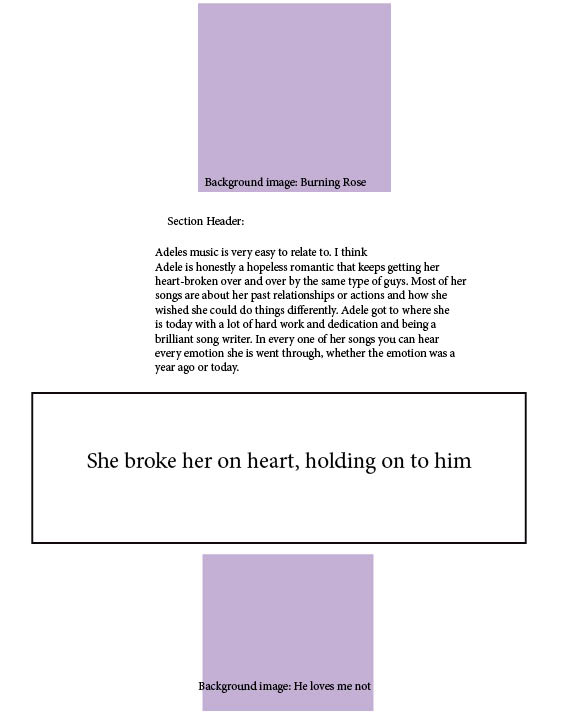 Background image: Burning Rose
Section Header:
Adeles music is very easy to relate to. I think
Adele is honestly a hopeless romantic that keeps getting her
heart-broken over and over by the same type of guys. Most of her
songs are about her past relationships or actions and how she
wished she could do things differently. Adele got to where she
is today with a lot of hard work and dedication and being a
brilliant song writer. In every one of her songs you can hear
every emotion she is went through, whether the emotion was a
year ago or today.
She broke her on heart, holding on to him
Background image: He loves me not